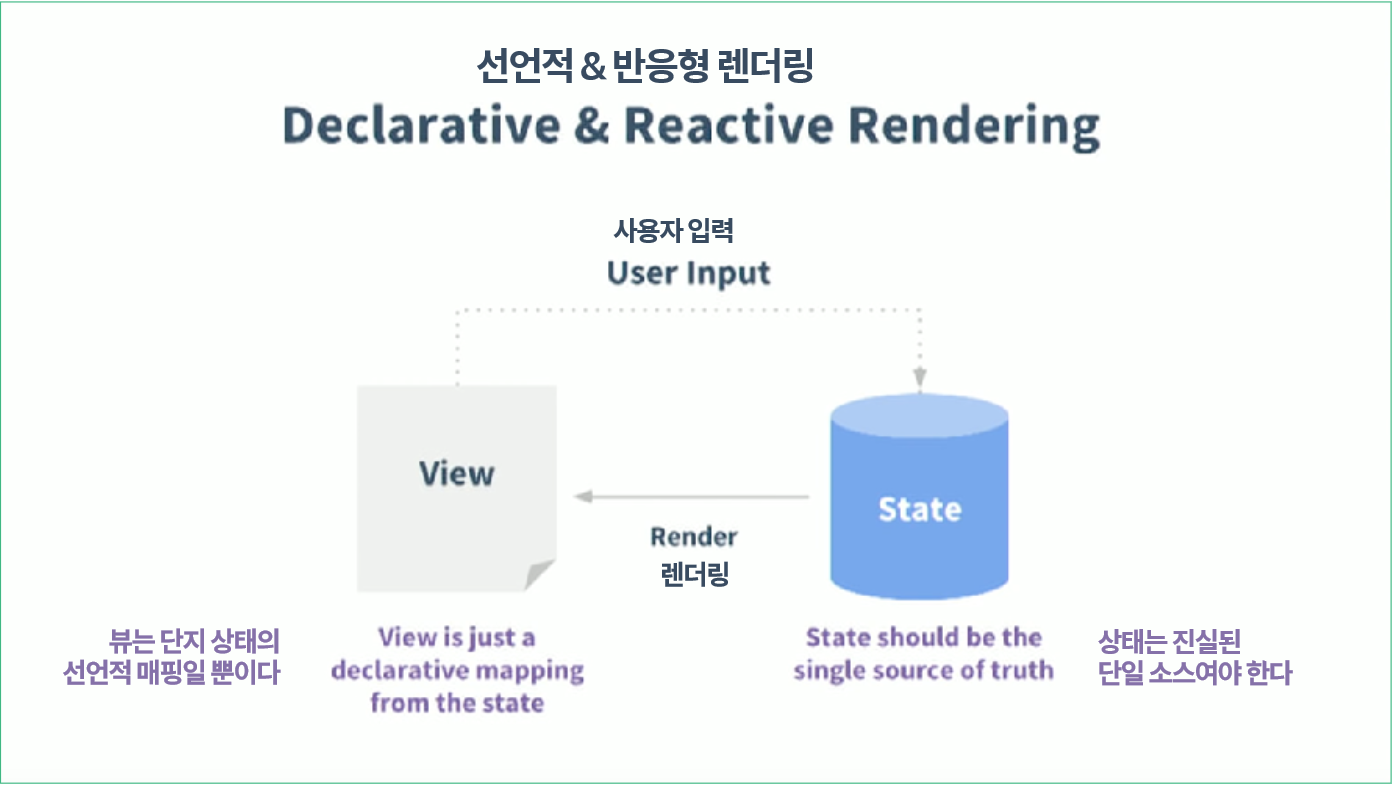 선언적 & 반응형 렌더링
Declarative & Reactive Rendering
사용자 입력
User Input
View
State
Render
렌더링
뷰는 단지 상태의
선언적 매핑일 뿐이다
View is just a
declarative mapping
from the state
State should be the
single source of truth
상태는 진실된
단일 소스여야 한다